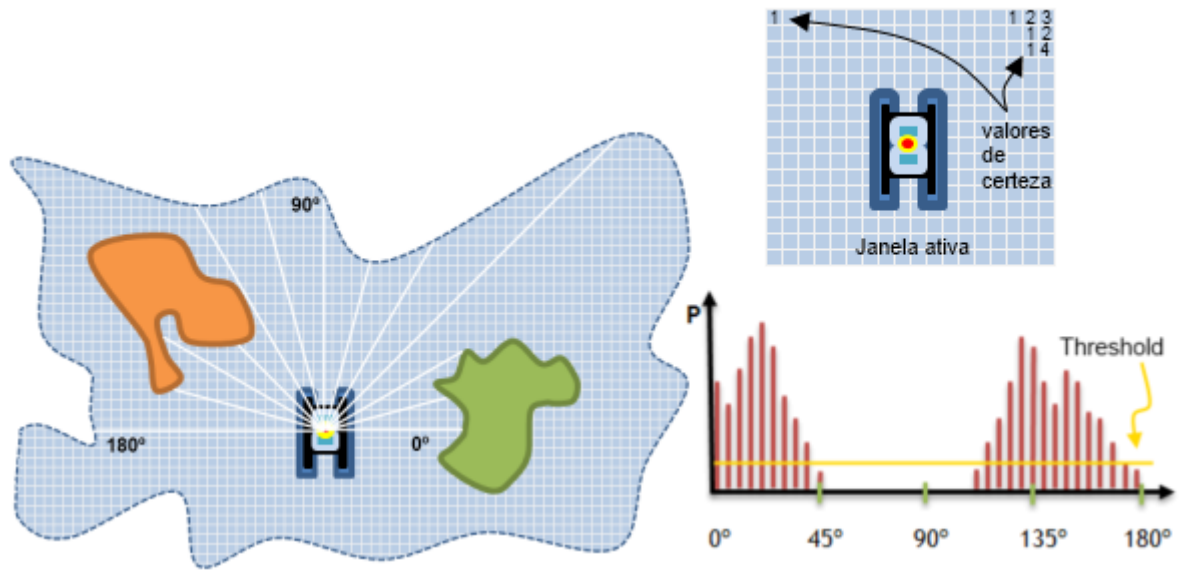 90º
180º
0º
1
1 2 3
1 2
1 4
valores
de
certeza
Janela ativa
P
Threshold
0º 45º 90º 135º 180º